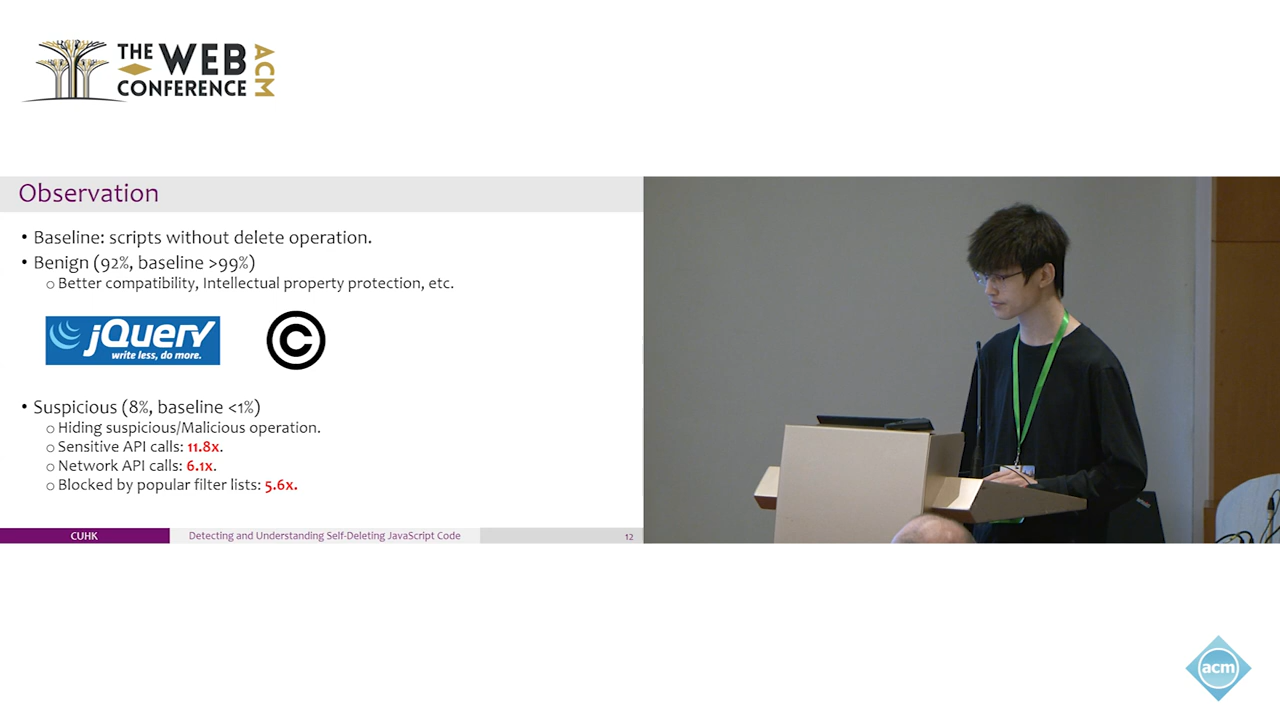 THE WEB
CONFERENCE
ACM
Observation
• Baseline: scripts without delete operation.
• Benign (92%, baseline >99%)
o Better compatibility, Intellectual property protection, etc.
jQuery
write less, do more.
©
• Suspicious (8%, baseline <1%)
o Hiding suspicious/Malicious operation.
o Sensitive API calls: 11.8x.
o Network API calls: 6.1x.
o Blocked by popular filter lists: 5.6x.
CUHK
Detecting and Understanding Self-Deleting JavaScript Code
12
acm